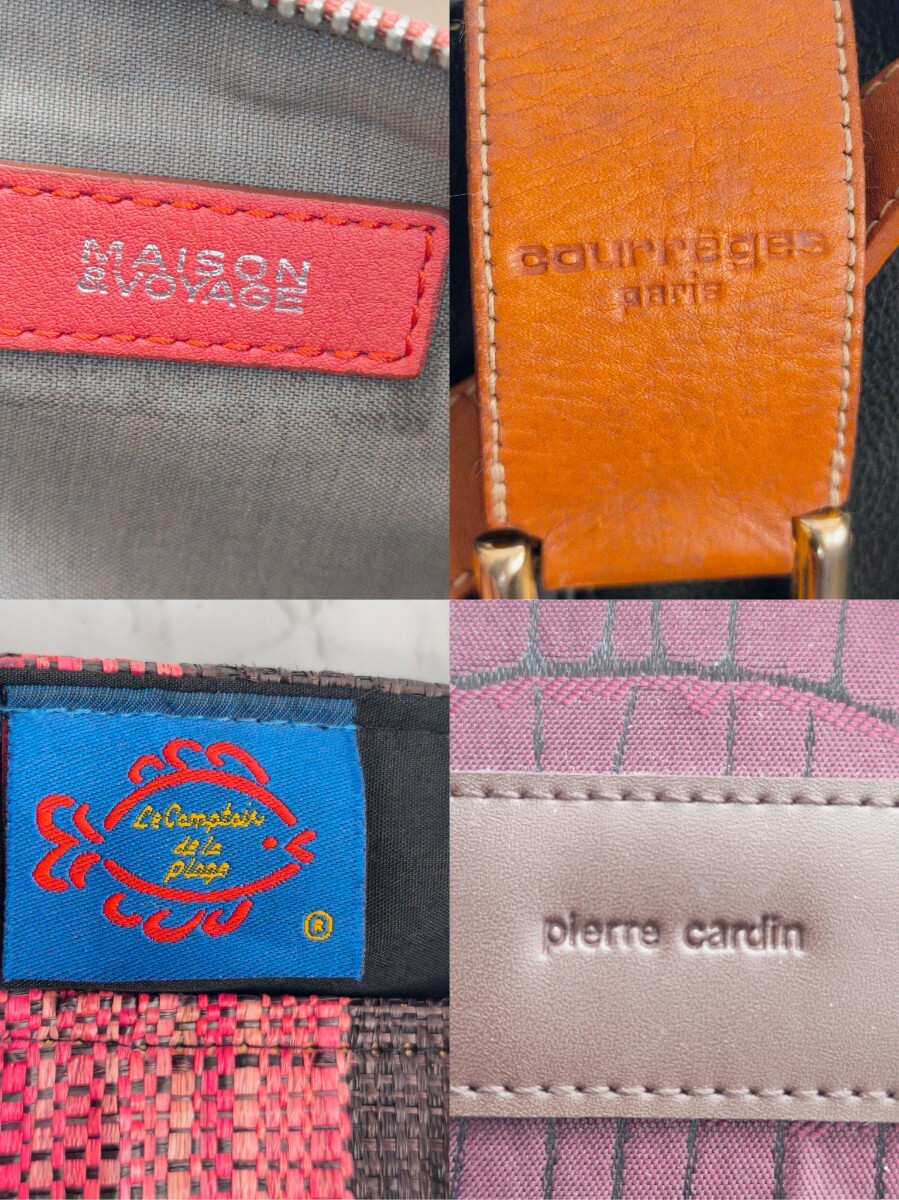 MAISON
&VOYAGE
courrèges
paris
Le Comptoir
de la
plage
®
pierre cardin